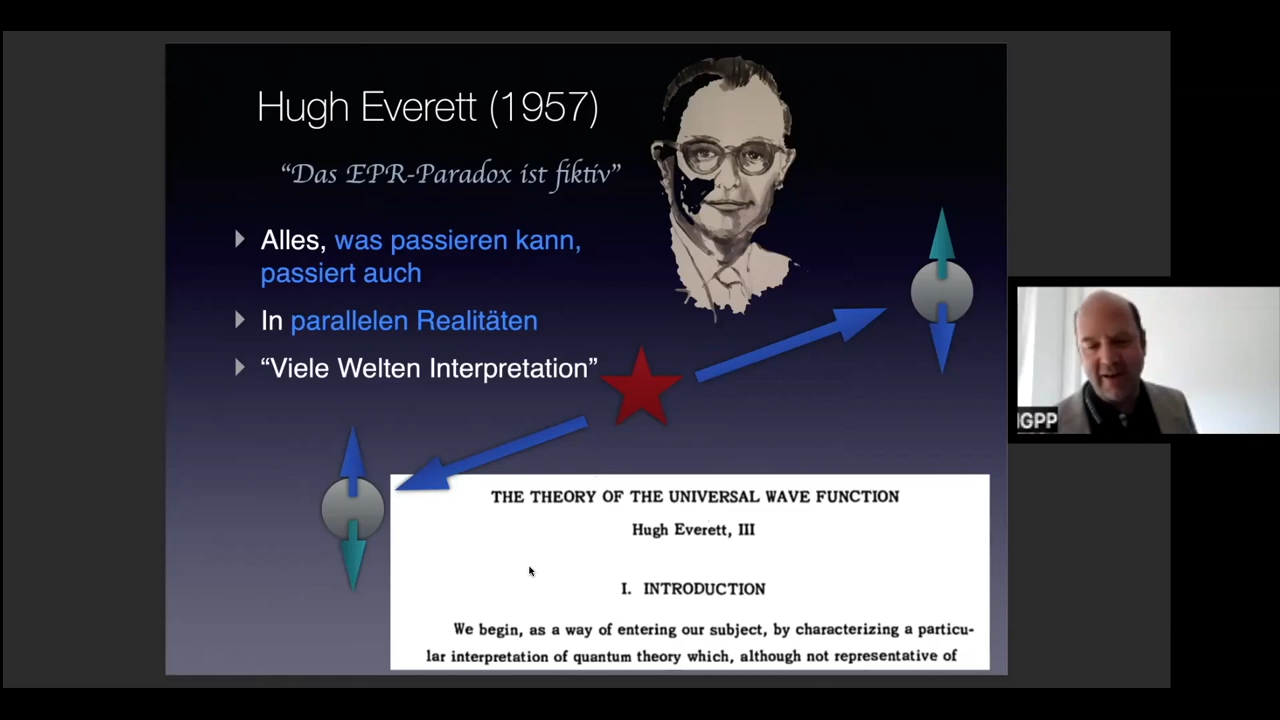 Hugh Everett (1957)
“Das EPR-Paradox ist fiktiv”
Alles, was passieren kann,
passiert auch
In parallelen Realitäten
“Viele Welten Interpretation”
THE THEORY OF THE UNIVERSAL WAVE FUNCTION
Hugh Everett, III
I. INTRODUCTION
We begin, as a way of entering our subject, by characterizing a particu-
lar interpretation of quantum theory which, although not representative of
IGPP